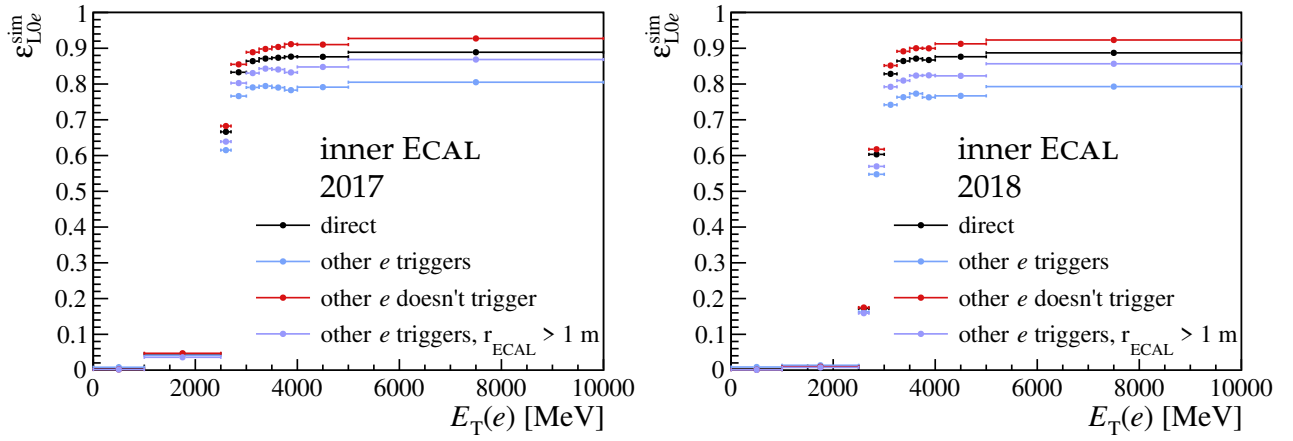 ε^sim_L0e
1
0.9
0.8
0.7
0.6
0.5
0.4
0.3
0.2
0.1
0
inner ECAL
2017
direct
other e triggers
other e doesn't trigger
other e triggers, r_ECAL > 1 m
0 2000 4000 6000 8000 10000
E_T(e) [MeV]
ε^sim_L0e
1
0.9
0.8
0.7
0.6
0.5
0.4
0.3
0.2
0.1
0
inner ECAL
2018
direct
other e triggers
other e doesn't trigger
other e triggers, r_ECAL > 1 m
0 2000 4000 6000 8000 10000
E_T(e) [MeV]